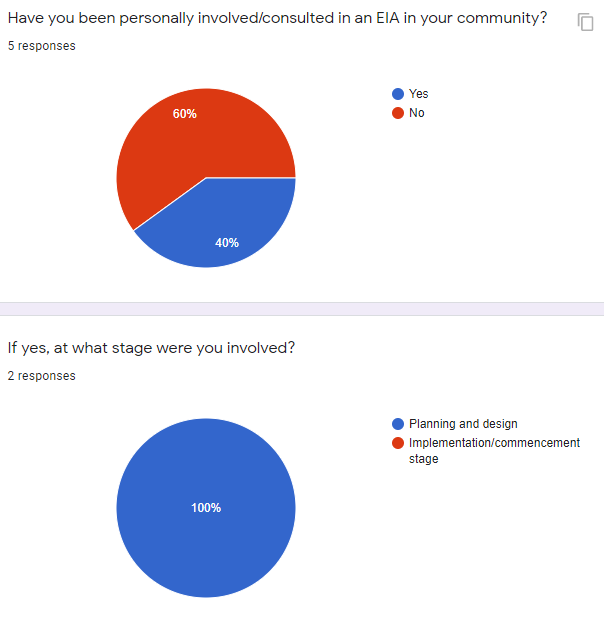 Have you been personally involved/consulted in an EIA in your community?
5 responses
60%
40%
Yes
No
If yes, at what stage were you involved?
2 responses
100%
Planning and design
Implementation/commencement
stage